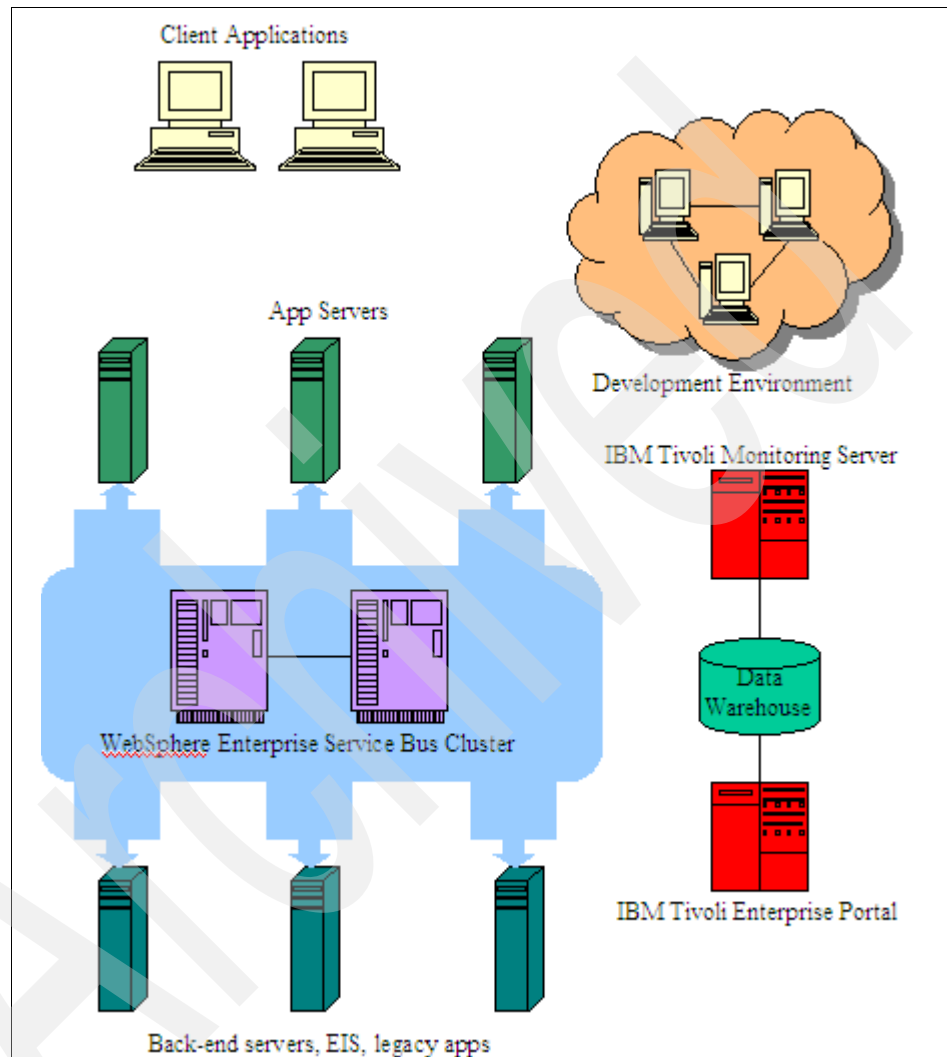 Client Applications
App Servers
Development Environment
IBM Tivoli Monitoring Server
Data
Warehouse
WebSphere Enterprise Service Bus Cluster
IBM Tivoli Enterprise Portal
Back-end servers, EIS, legacy apps
Archived